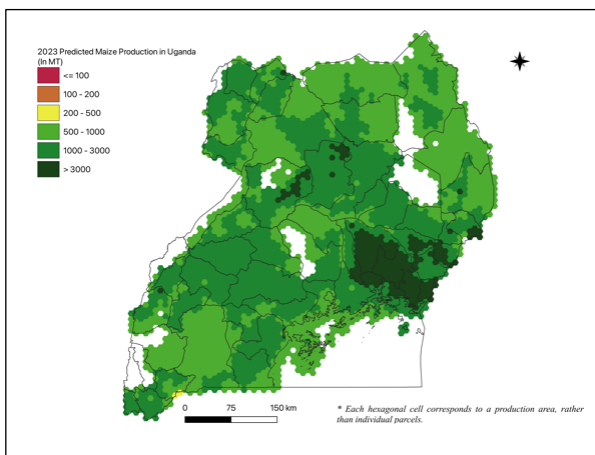 2023 Predicted Maize Production in Uganda
(In MT)
<= 100
100 - 200
200 - 500
500 - 1000
1000 - 3000
> 3000
0 75 150 km
* Each hexagonal cell corresponds to a production area, rather
than individual parcels.